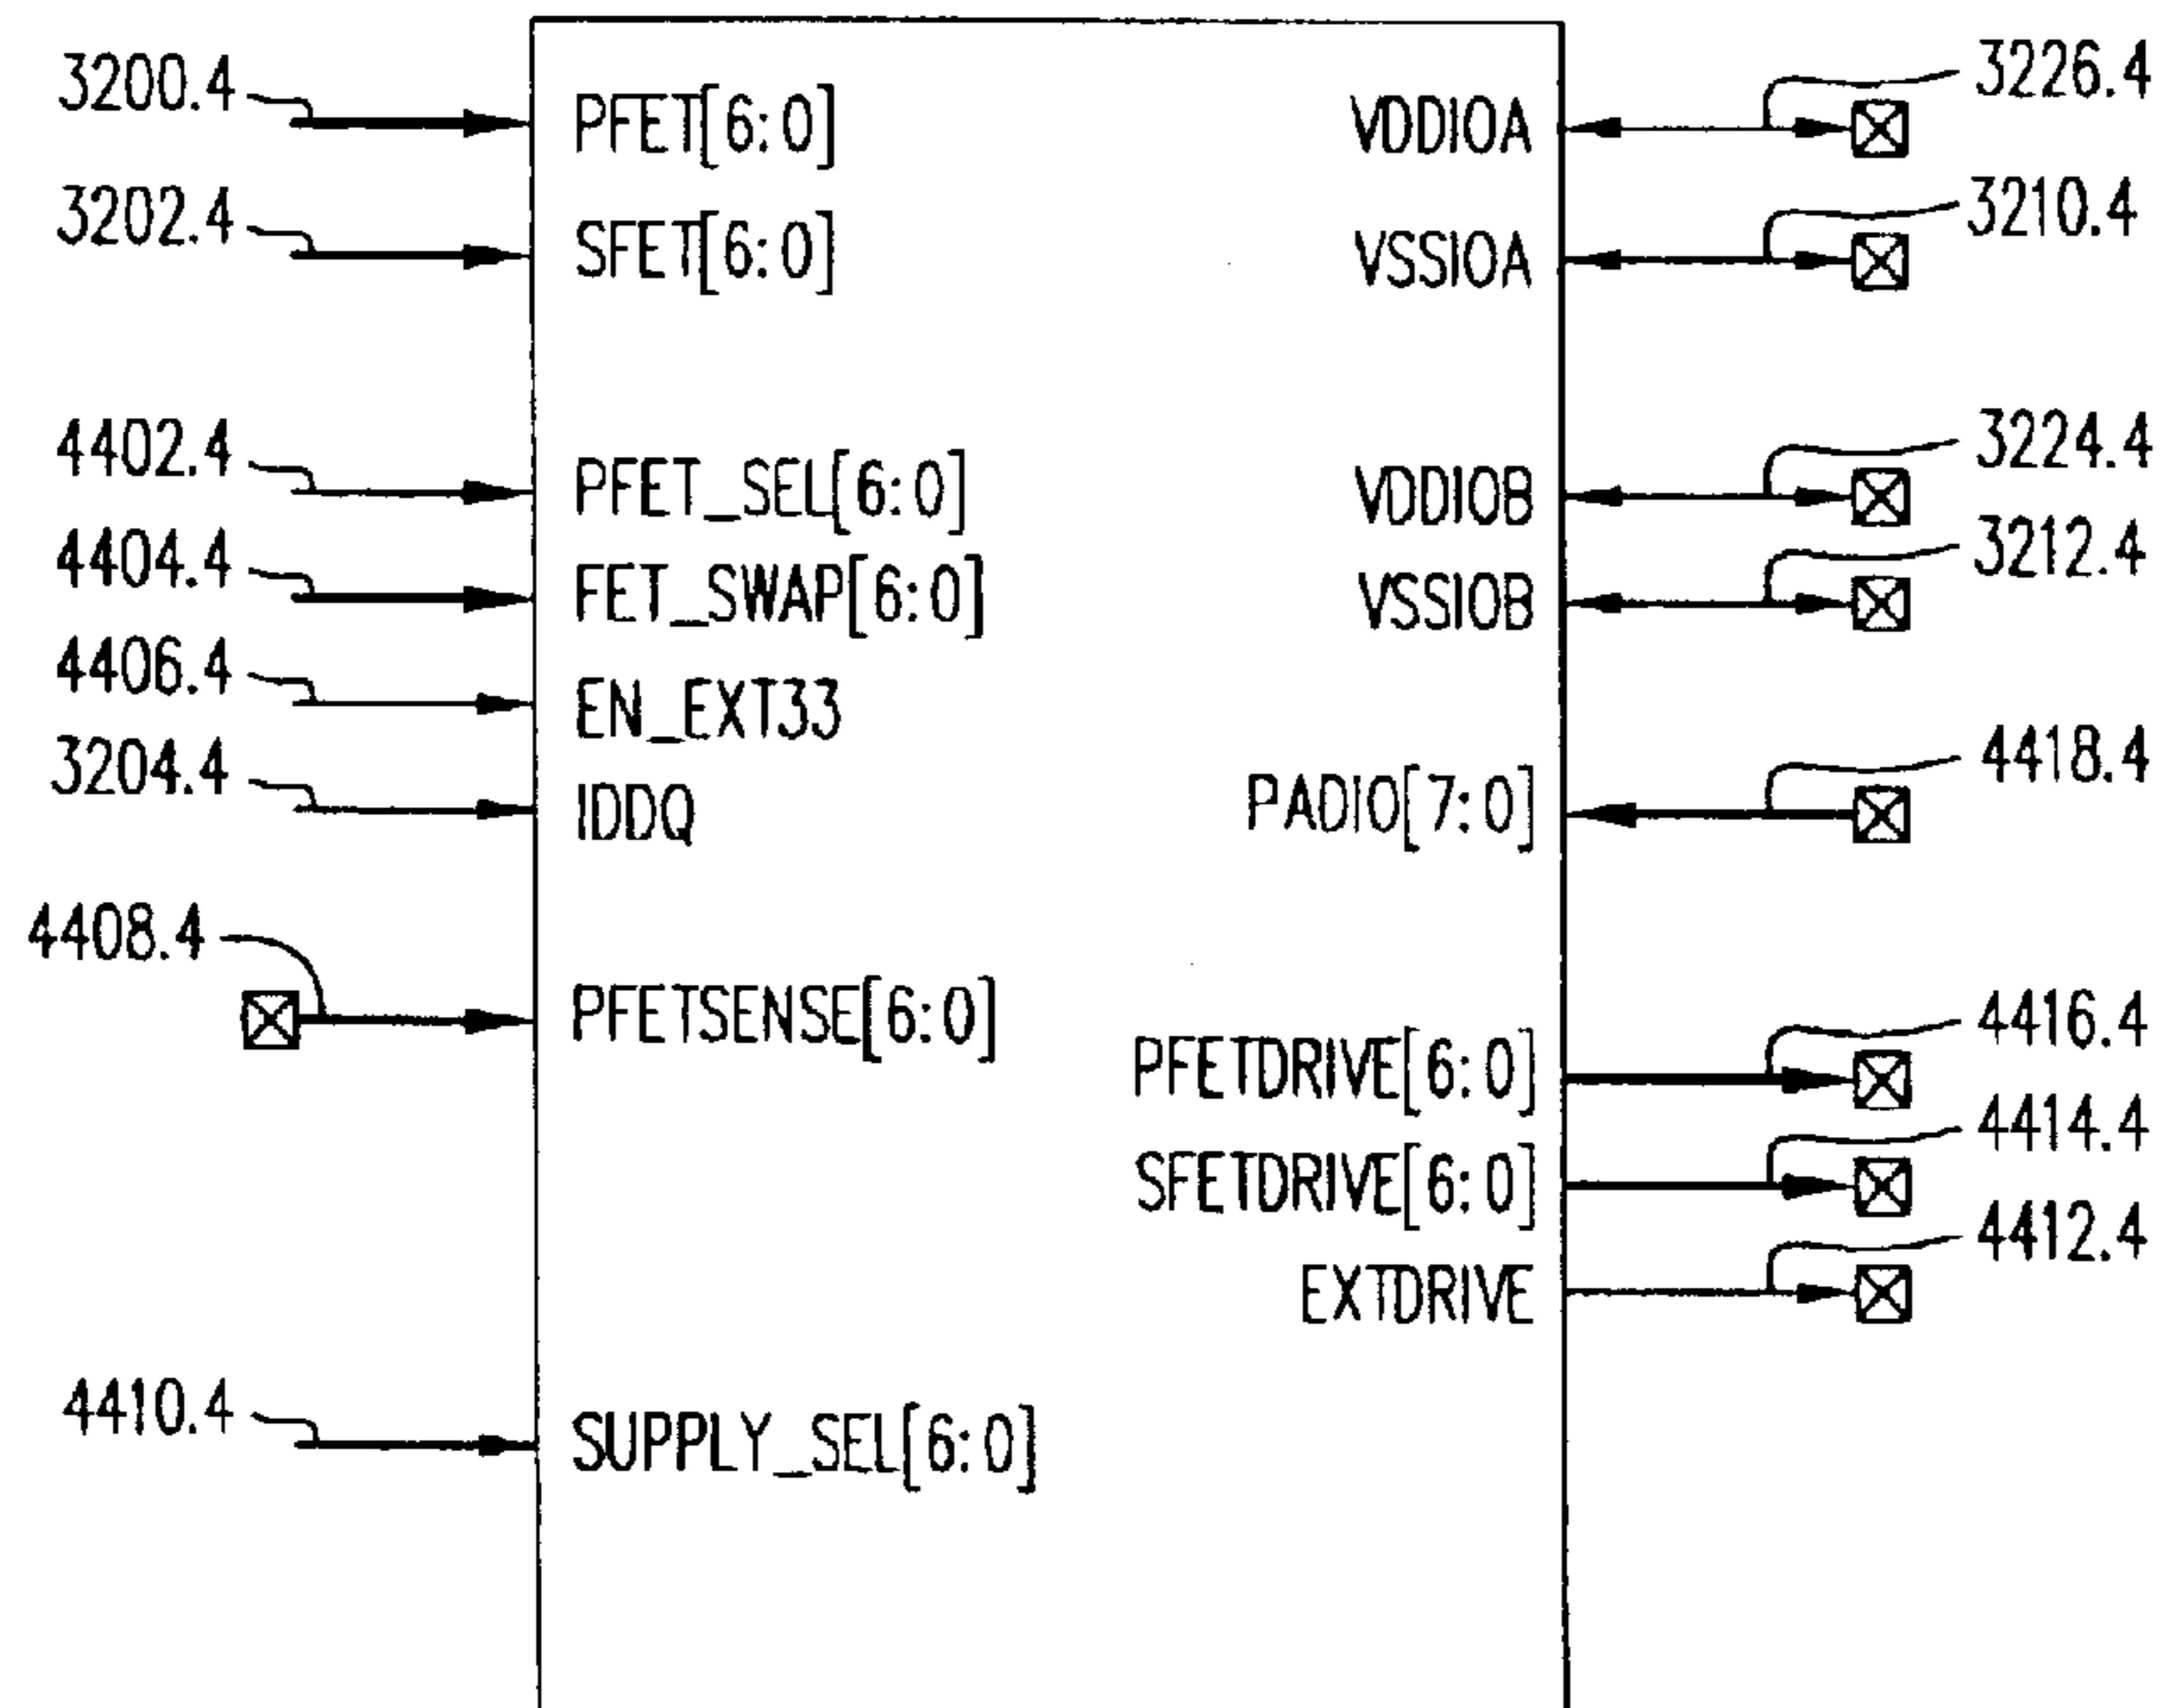 3200.4 PFET[6:0] VDDIOA 3226.4
3202.4 SFET[6:0] VSSIOA 3210.4
4402.4 PFET_SEL[6:0] VDDIOB 3224.4
4404.4 FET_SWAP[6:0] VSSIOB 3212.4
4406.4 EN_EXT33
3204.4 IDDQ PADIO[7:0] 4418.4
4408.4 PFETSENSE[6:0]
PFETDRIVE[6:0] 4416.4
SFETDRIVE[6:0] 4414.4
EXTDRIVE 4412.4
4410.4 SUPPLY_SEL[6:0]